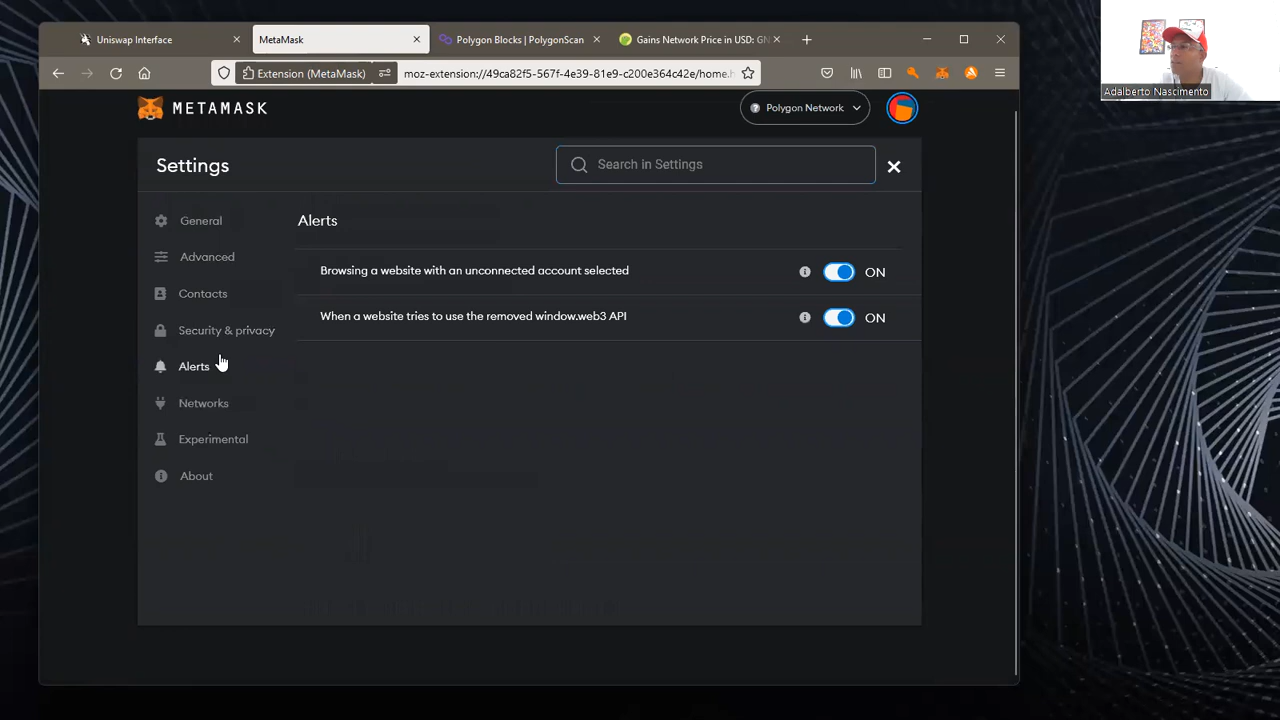 Uniswap Interface
MetaMask
Polygon Blocks | PolygonScan
Gains Network Price in USD: GN
Extension (MetaMask)
moz-extension://49ca82f5-567f-4e39-81e9-c200e364c42e/home.h
METAMASK
Polygon Network
Adalberto Nascimento
Settings
Search in Settings
General
Advanced
Contacts
Security & privacy
Alerts
Networks
Experimental
About
Alerts
Browsing a website with an unconnected account selected
ON
When a website tries to use the removed window.web3 API
ON